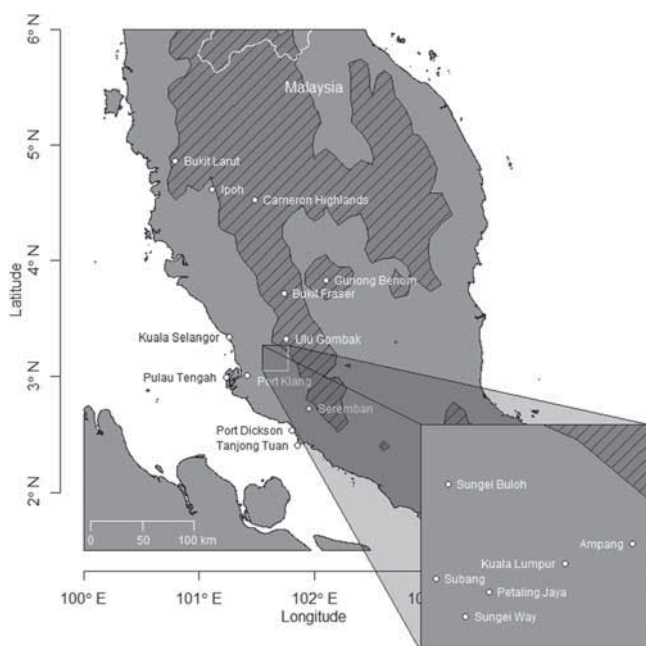 6° N
Malaysia
5° N
Bukit Larut
Ipoh
Cameron Highlands
4° N
Gunong Benom
Bukit Fraser
Latitude
Kuala Selangor
Ulu Gombak
3° N
Pulau Tengah
Port Klang
Seremban
Port Dickson
Tanjong Tuan
2° N
Sungei Buloh
0 50 100 km
Ampang
Kuala Lumpur
Subang
Petaling Jaya
Sungei Way
100° E 101° E 102° E 10
Longitude